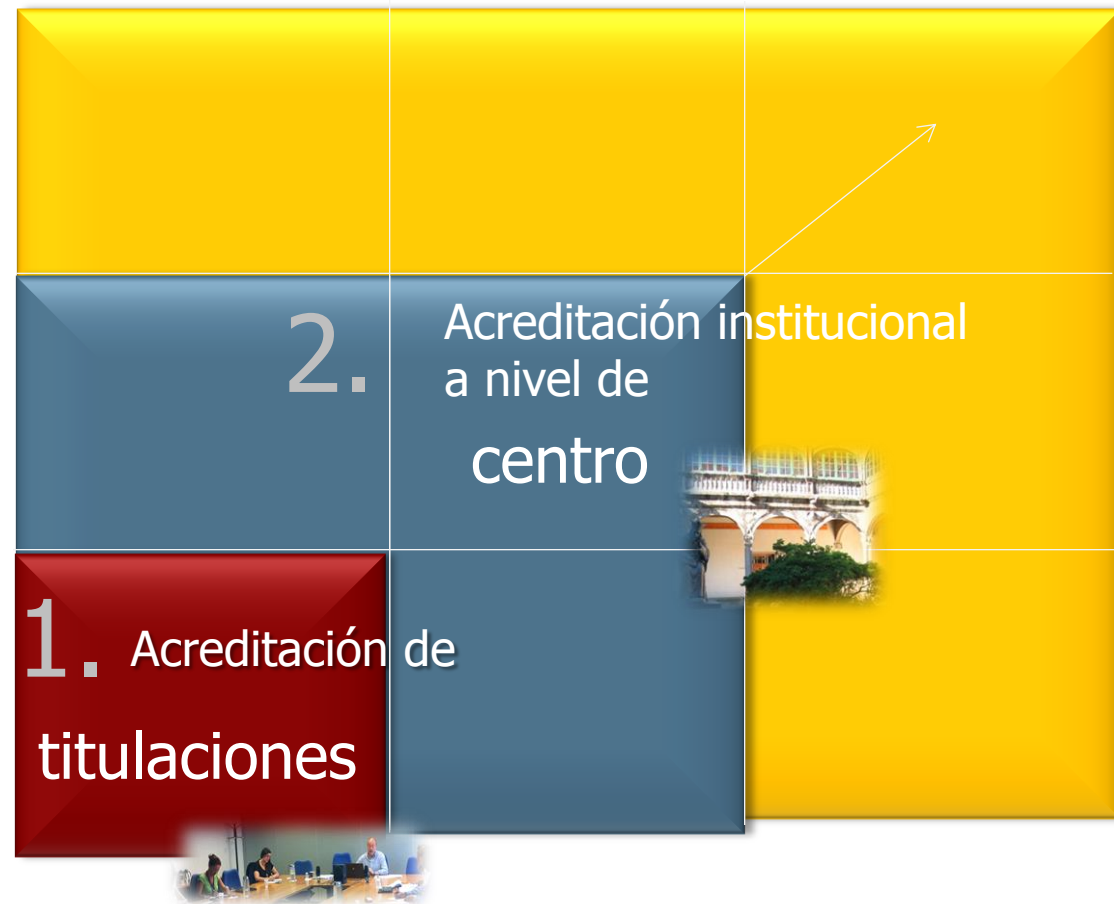 2.
Acreditación institucional
a nivel de
centro
1. Acreditación de
titulaciones